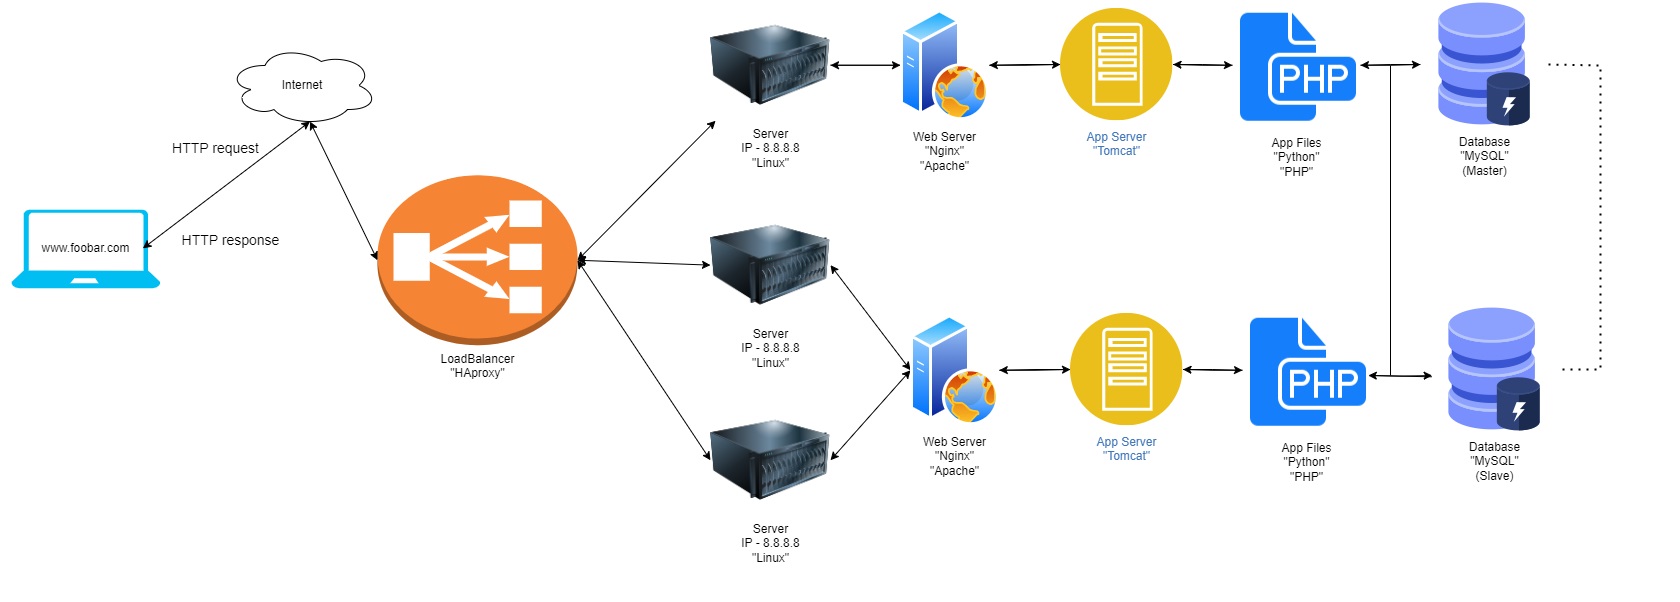 Internet
HTTP request
HTTP response
www.foobar.com
LoadBalancer
"HAproxy"
Server
IP - 8.8.8.8
"Linux"
Web Server
"Nginx"
"Apache"
App Server
"Tomcat"
PHP
App Files
"Python"
"PHP"
Database
"MySQL"
(Master)
Server
IP - 8.8.8.8
"Linux"
Server
IP - 8.8.8.8
"Linux"
Web Server
"Nginx"
"Apache"
App Server
"Tomcat"
PHP
App Files
"Python"
"PHP"
Database
"MySQL"
(Slave)